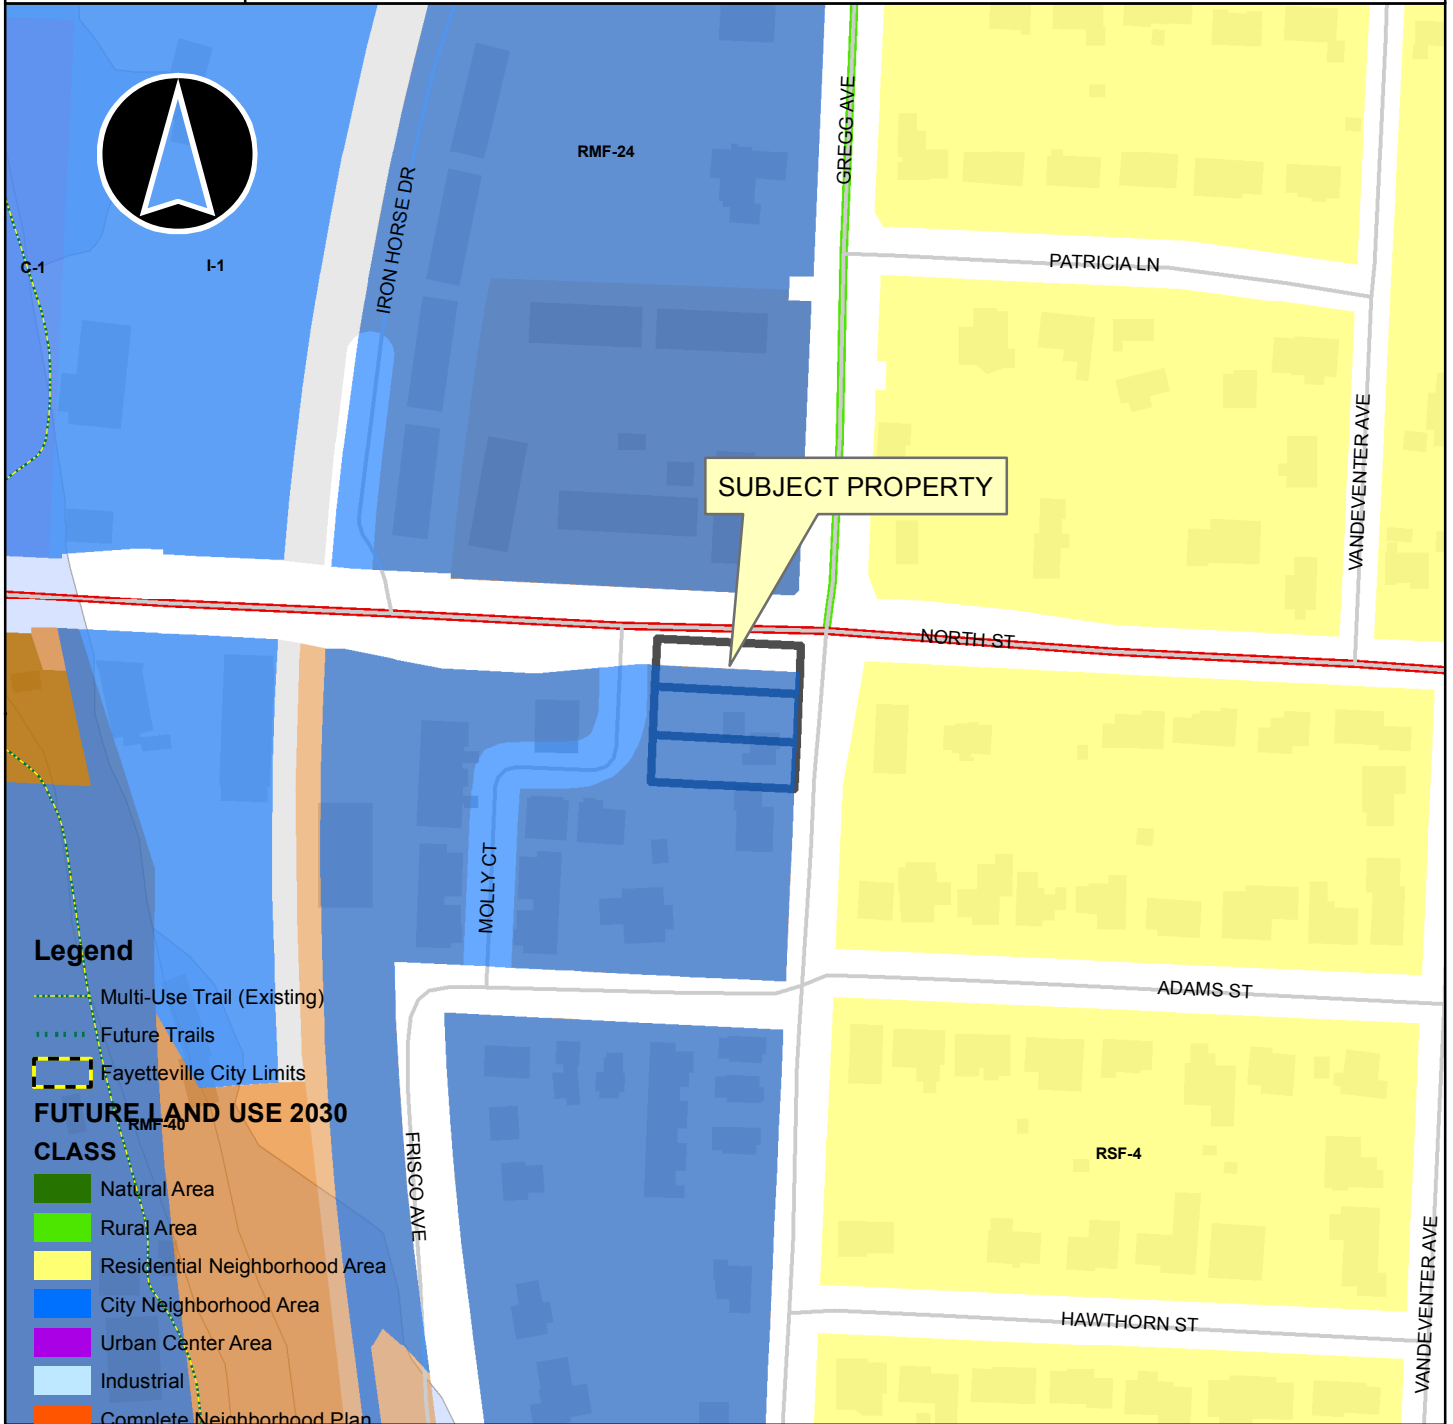 GREGG AVE
RMF-24
IRON HORSE DR
C-1
I-1
PATRICIA LN
VANDEVENTER AVE
SUBJECT PROPERTY
NORTH ST
MOLLY CT
ADAMS ST
FRISCO AVE
RSF-4
HAWTHORN ST
VANDEVENTER AVE
RMF-40
Legend
Multi-Use Trail (Existing)
Future Trails
Fayetteville City Limits
FUTURE LAND USE 2030
CLASS
Natural Area
Rural Area
Residential Neighborhood Area
City Neighborhood Area
Urban Center Area
Industrial
Complete Neighborhood Plan